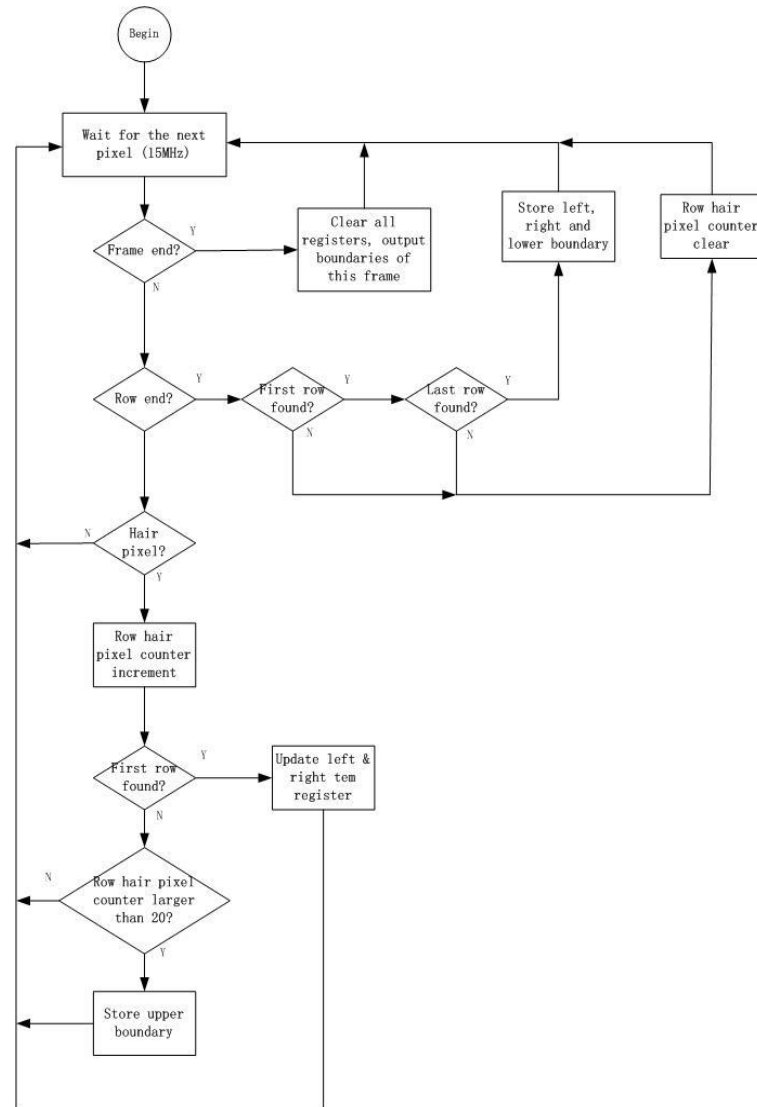 Begin
Wait for the next
pixel (15MHz)
Frame end?
Y
N
Clear all
registers, output
boundaries of
this frame
Store left,
right and
lower boundary
Row hair
pixel counter
clear
Row end?
Y
First row
found?
Y
N
Last row
found?
Y
N
Hair
pixel?
N
Y
Row hair
pixel counter
increment
First row
found?
Y
N
Update left &
right tem
register
Row hair pixel
counter larger
than 20?
N
Y
Store upper
boundary